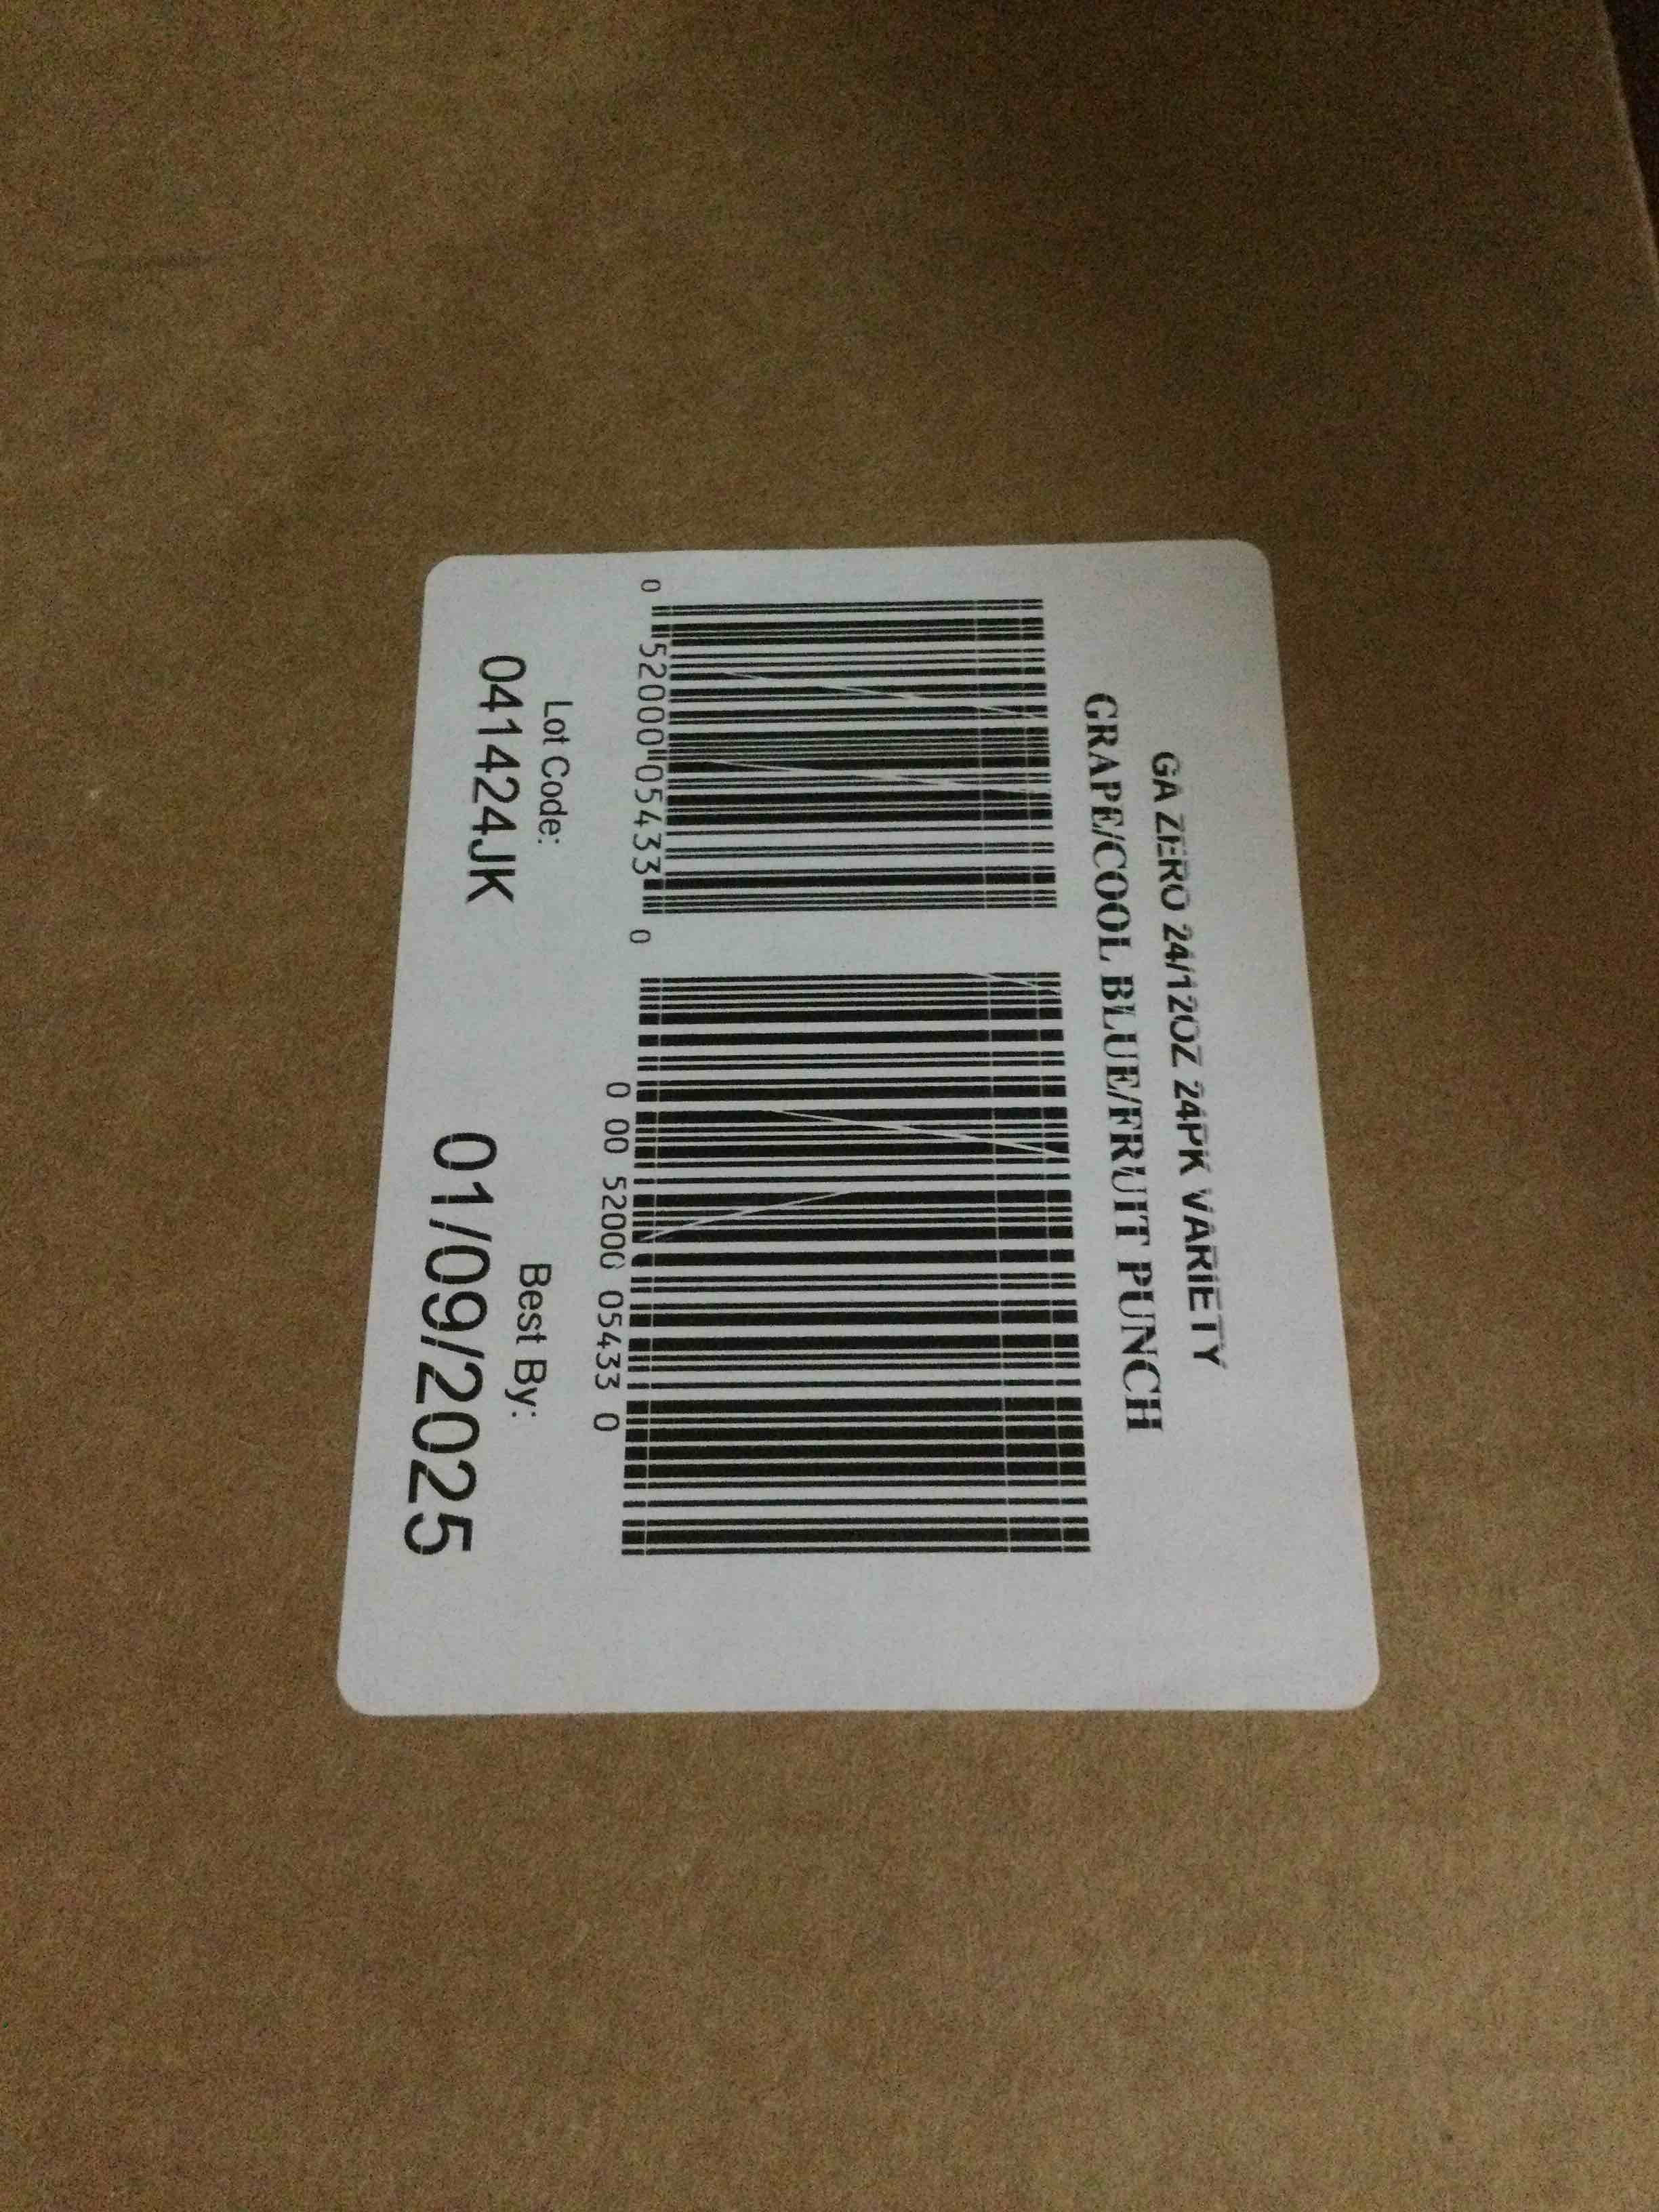 GA ZERO 24/12OZ 24PK VARIETY
GRAPE/COOL BLUE/FRUIT PUNCH
0 52000 05433 0
0 00 52000 05433 0
Lot Code:
041424JK
Best By:
01/09/2025